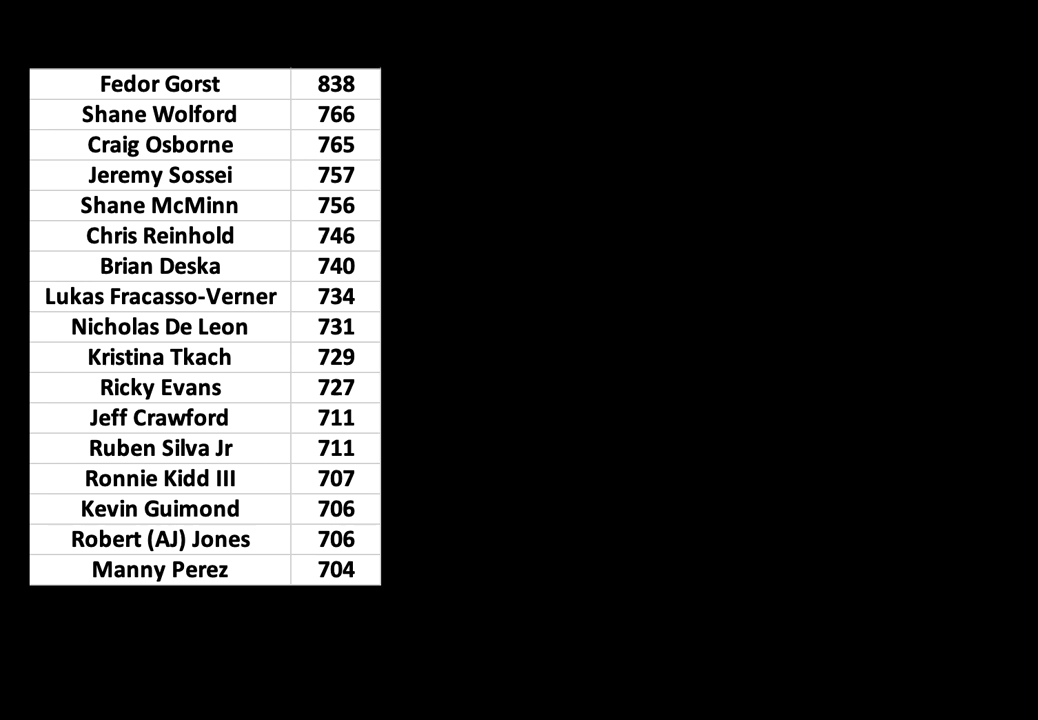 Fedor Gorst 838
Shane Wolford 766
Craig Osborne 765
Jeremy Sossei 757
Shane McMinn 756
Chris Reinhold 746
Brian Deska 740
Lukas Fracasso-Verner 734
Nicholas De Leon 731
Kristina Tkach 729
Ricky Evans 727
Jeff Crawford 711
Ruben Silva Jr 711
Ronnie Kidd III 707
Kevin Guimond 706
Robert (AJ) Jones 706
Manny Perez 704